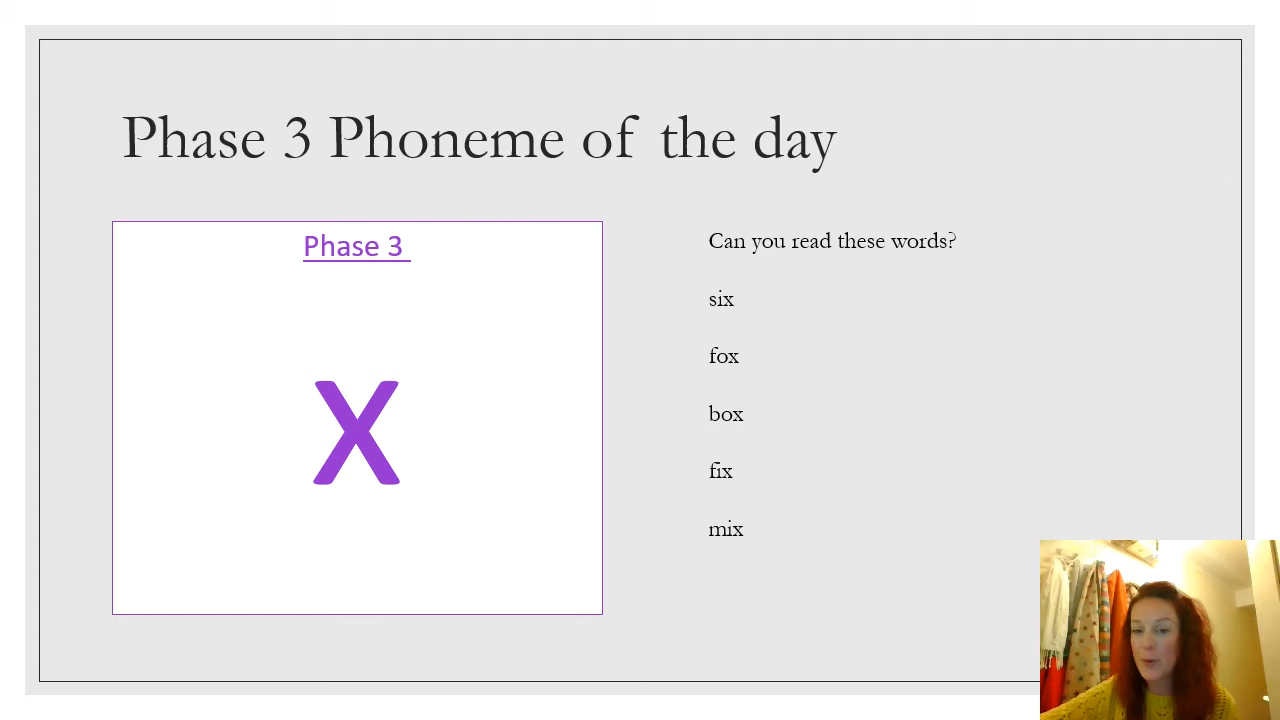 Phase 3 Phoneme of the day
Phase 3
x
Can you read these words?
six
fox
box
fix
mix